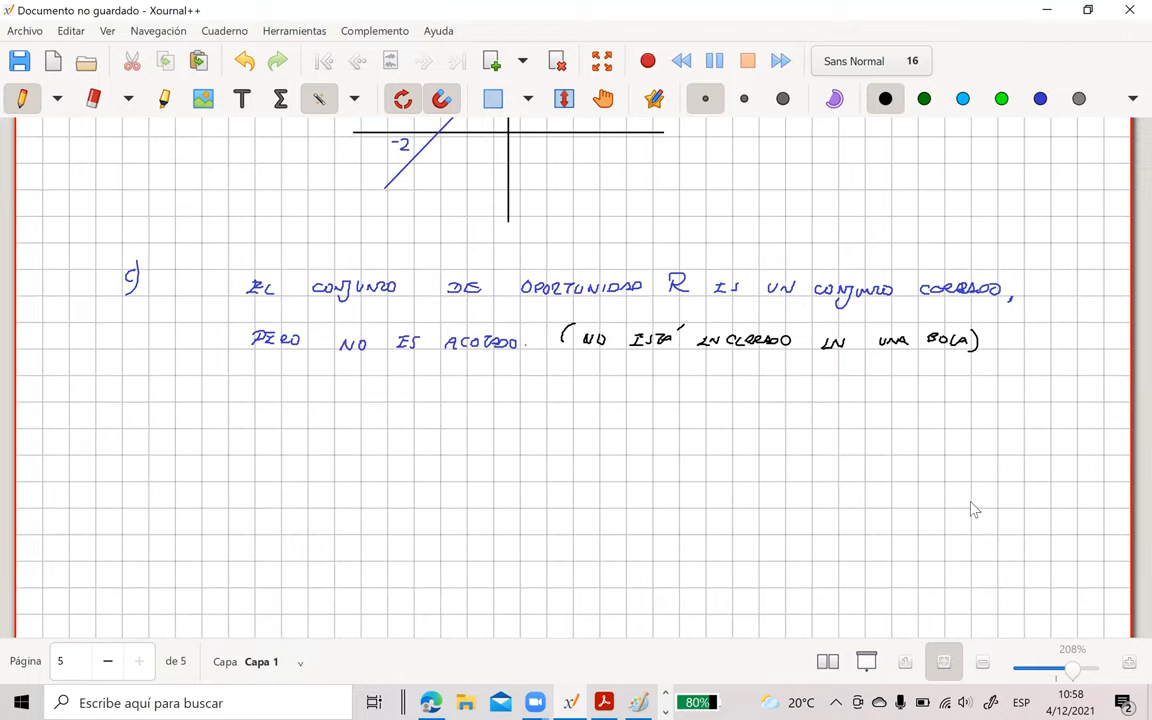 Documento no guardado - Xournal++
Archivo Editar Ver Navegación Cuaderno Herramientas Complemento Ayuda
Sans Normal 16
-2
c) EL CONJUNTO DE OPORTUNIDAD R ES UN CONJUNTO CERRADO,
PERO NO ES ACOTADO. (NO ESTÁ ENCERRADO EN UNA BOLA)
Página 5 de 5 Capa Capa 1 208%
Escribe aquí para buscar 80% 20°C ESP 10:58
4/12/2021 2